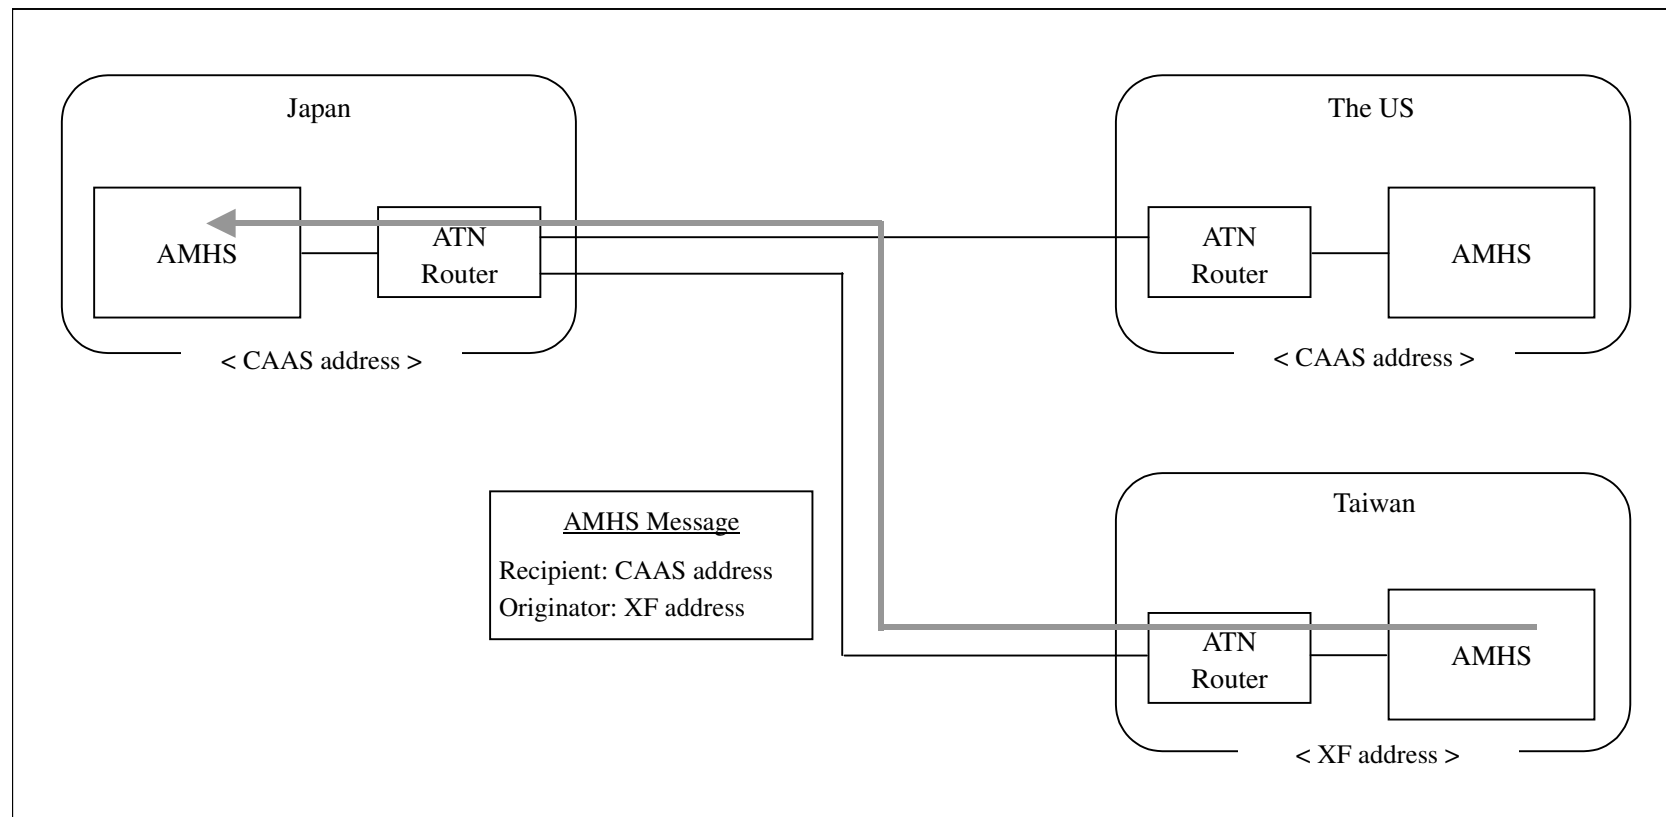 Japan
AMHS
ATN
Router
< CAAS address >
The US
ATN
Router
AMHS
< CAAS address >
AMHS Message
Recipient: CAAS address
Originator: XF address
Taiwan
ATN
Router
AMHS
< XF address >